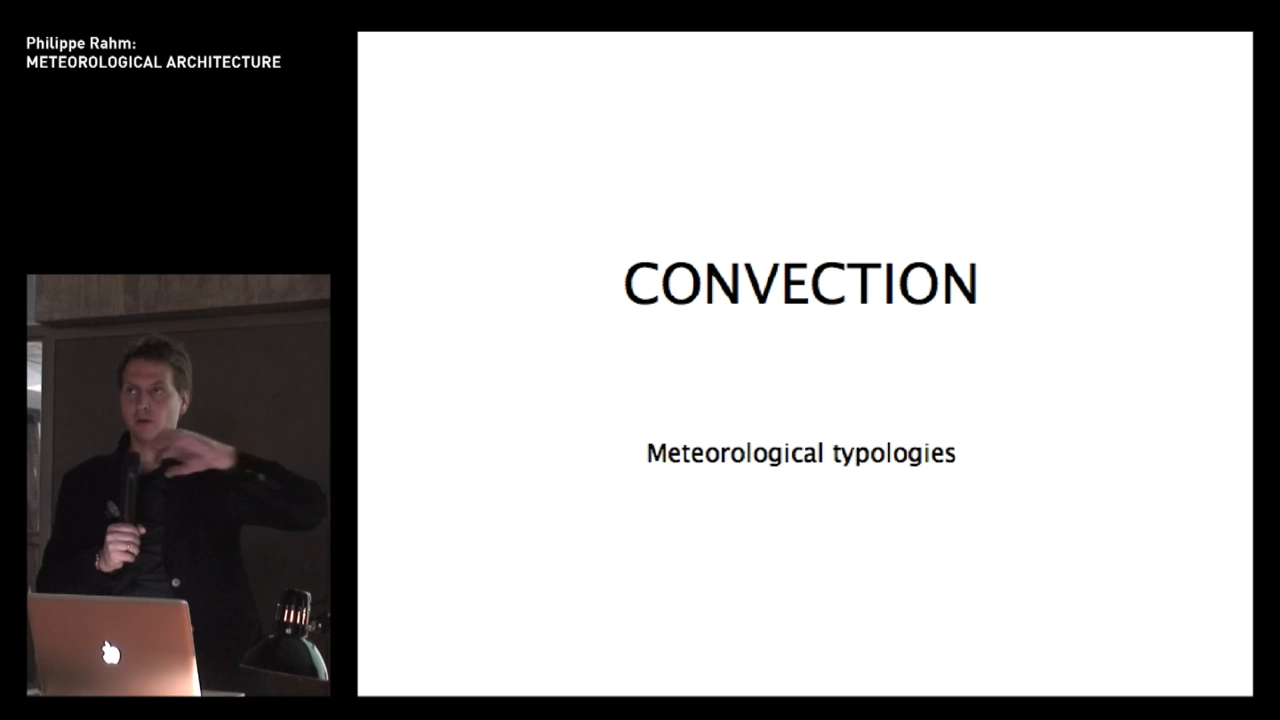 Philippe Rahm:
METEOROLOGICAL ARCHITECTURE
CONVECTION
Meteorological typologies